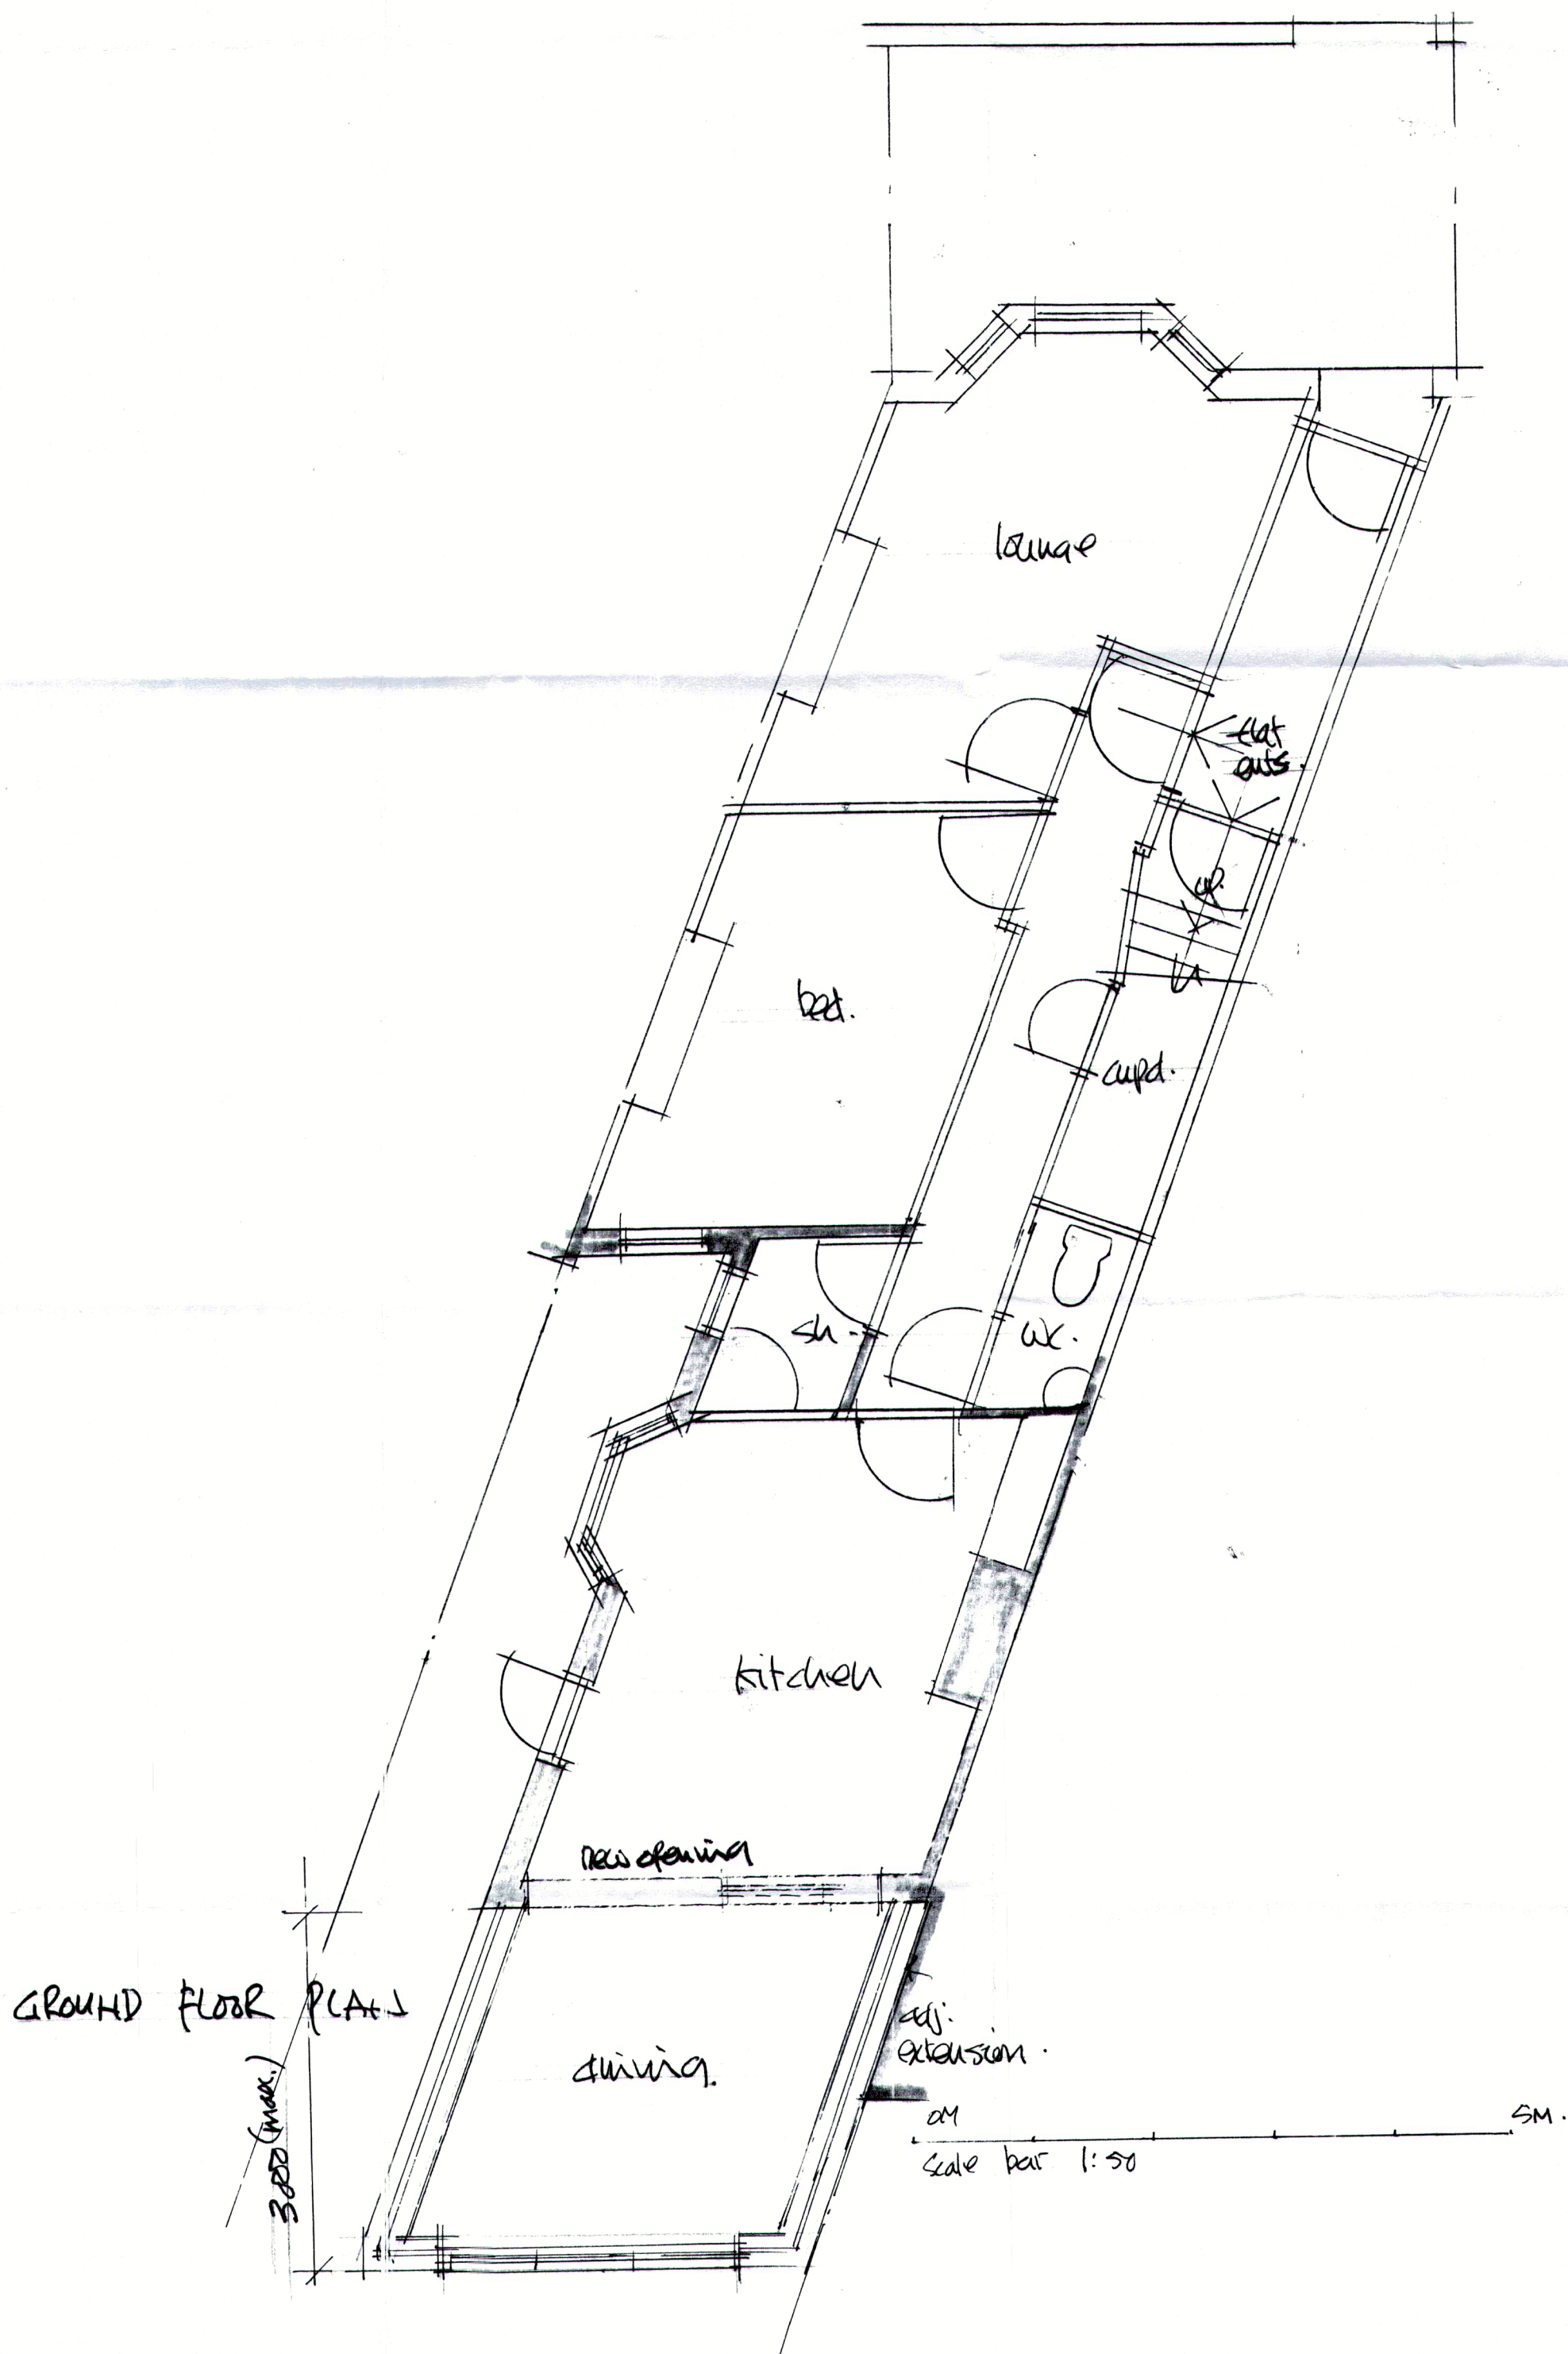 lounge
flat
ents.
up.
bed.
cupd.
sh.
wc.
kitchen
new opening
GROUND FLOOR PLAN
dining.
adj.
extension.
3000 (max.)
0M
5M.
scale bar 1:50